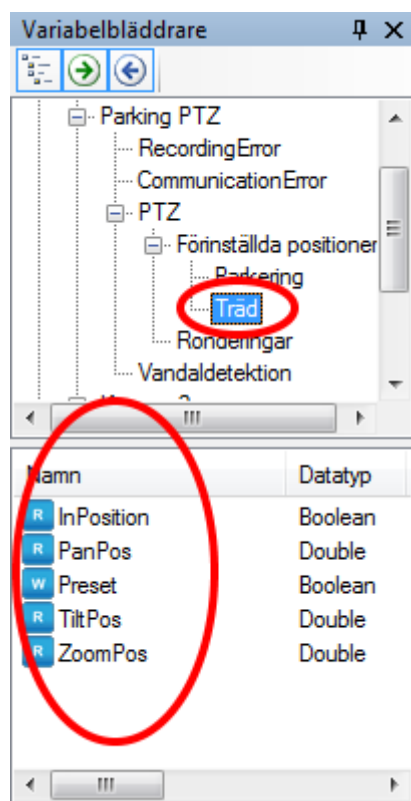 Variabelbläddrare
Parking PTZ
RecordingError
CommunicationError
PTZ
Förinställda positioner
Parkering
Träd
Ronderingar
Vandaldetektion
Namn Datatyp
R InPosition Boolean
R PanPos Double
W Preset Boolean
R TiltPos Double
R ZoomPos Double